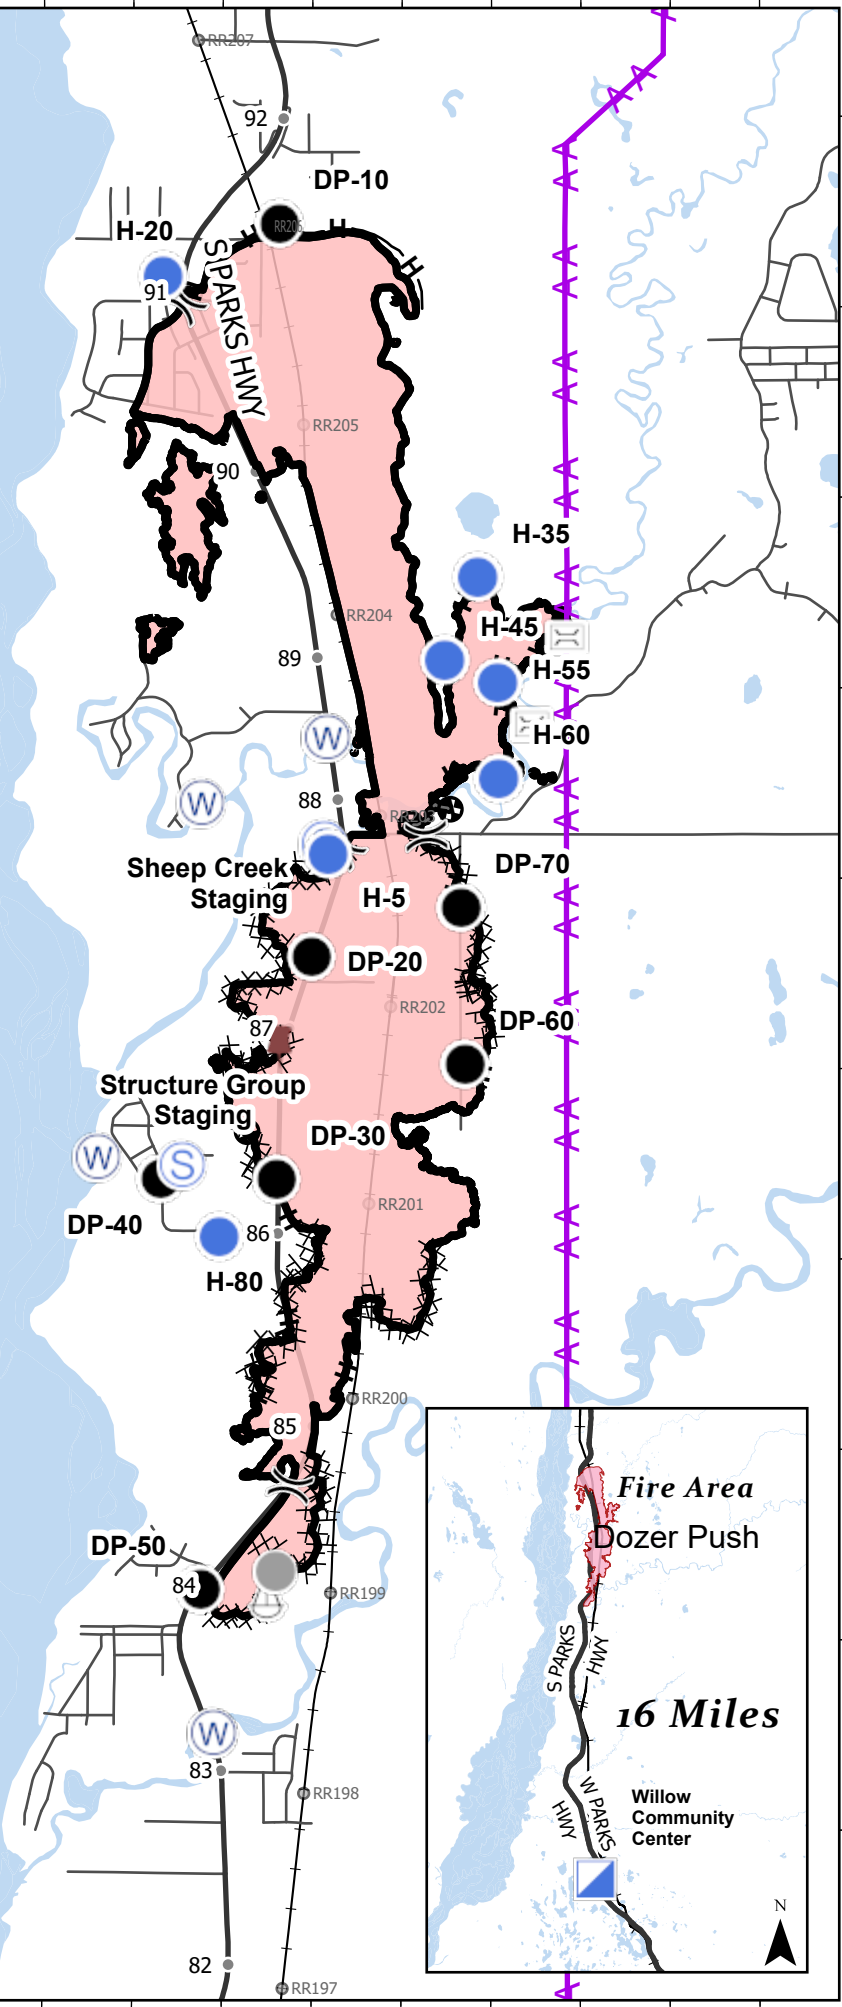 RR207
92
DP-10
RR206
H-20
91
S PARKS HWY
RR205
90
H-35
RR204
H-45
89
H-55
W
H-60
W
88
RR203
Sheep Creek
Staging
DP-70
H-5
DP-20
RR202
DP-60
87
Structure Group
Staging
DP-30
W
S
RR201
DP-40
86
H-80
RR200
85
DP-50
84
RR199
W
83
RR198
82
RR197
Fire Area
Dozer Push
S PARKS
HWY
16 Miles
W PARKS
HWY
Willow
Community
Center
N